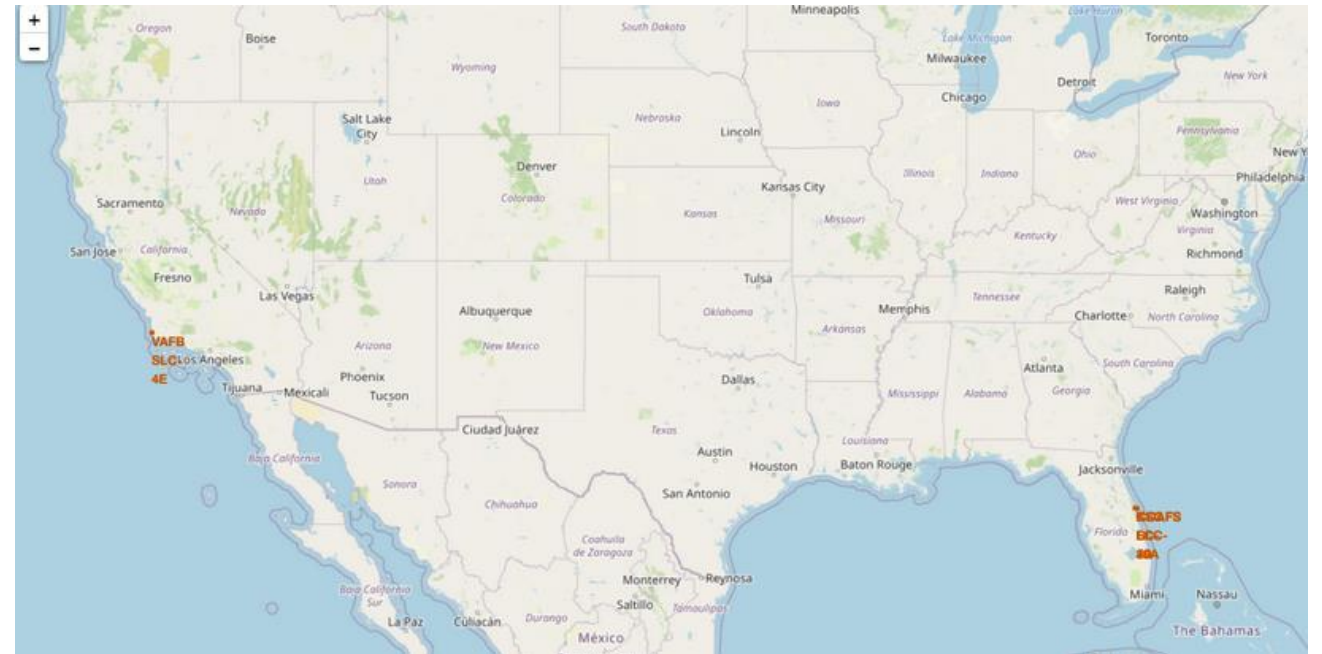 +
−
Oregon
Boise
South Dakota
Minneapolis
Lake Huron
Toronto
Wyoming
Lake Michigan
Milwaukee
Detroit
New York
Chicago
Iowa
Salt Lake
City
Nebraska
Lincoln
Pennsylvania
Ohio
New Y
Denver
Utah
Colorado
Kansas City
Illinois
Indiana
Philadelphia
Sacramento
Nevada
Kansas
Missouri
West Virginia
Washington
Virginia
Kentucky
San Jose
California
Richmond
Fresno
Las Vegas
Tulsa
Raleigh
Tennessee
Albuquerque
Oklahoma
Memphis
Charlotte
North Carolina
Arkansas
VAFB
SLC-
4E
Los Angeles
Arizona
New Mexico
South Carolina
Atlanta
Phoenix
Dallas
Tijuana
Mexicali
Tucson
Mississippi
Alabama
Georgia
Ciudad Juárez
Texas
Louisiana
Baja California
Austin
Houston
Baton Rouge
Jacksonville
Sonora
San Antonio
Chihuahua
Florida
Coahuila
de Zaragoza
Monterrey
Reynosa
Baja California
Sur
Saltillo
Tamaulipas
Miami
Nassau
La Paz
Culiacán
Durango
México
The Bahamas